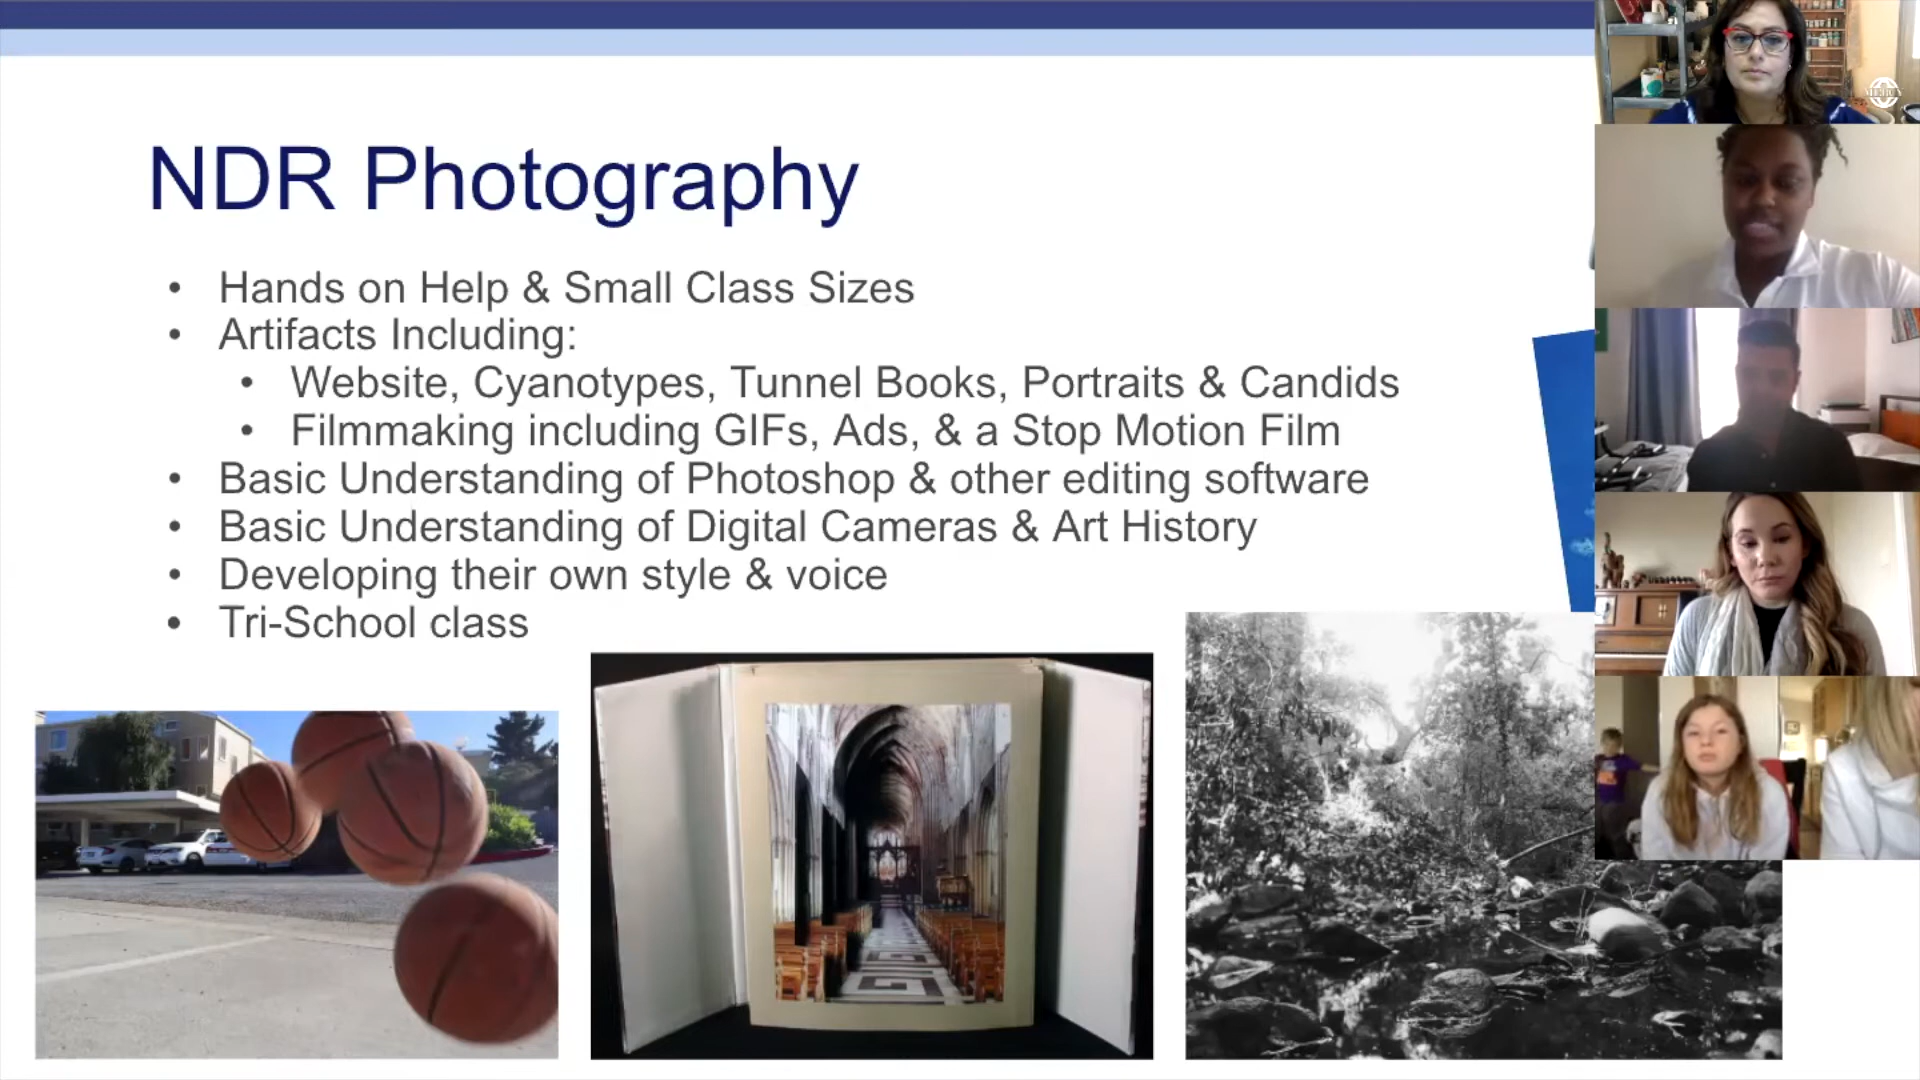 NDR Photography
• Hands on Help & Small Class Sizes
• Artifacts Including:
• Website, Cyanotypes, Tunnel Books, Portraits & Candids
• Filmmaking including GIFs, Ads, & a Stop Motion Film
• Basic Understanding of Photoshop & other editing software
• Basic Understanding of Digital Cameras & Art History
• Developing their own style & voice
• Tri-School class